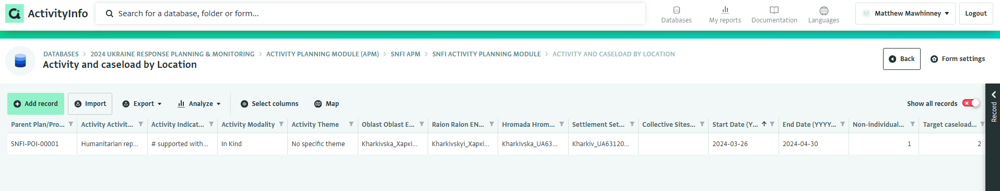 ActivityInfo
Search for a database, folder or form...
Databases
My reports
Documentation
Languages
M
Matthew Mawhinney
Logout
DATABASES > 2024 UKRAINE RESPONSE PLANNING & MONITORING > ACTIVITY PLANNING MODULE (APM) > SNFI APM > SNFI ACTIVITY PLANNING MODULE > ACTIVITY AND CASELOAD BY LOCATION
Activity and caseload by Location
Back
Form settings
Add record
Import
Export
Analyze
Select columns
Map
Show all records
Record
Parent Plan/Pro... Activity Activit... Activity Indicat... Activity Modality Activity Theme Oblast Oblast E... Raion Raion EN... Hromada Hrom... Settlement Set... Collective Sites... Start Date (Y... End Date (YYYY... Non-individual... Target caseload...
SNFI-POI-00001 Humanitarian rep... # supported with... In Kind No specific theme Kharkivska_Харкі... Kharkivskyi_Харкі... Kharkivska_UA63... Kharkiv_UA63120... 2024-03-26 2024-04-30 1 2